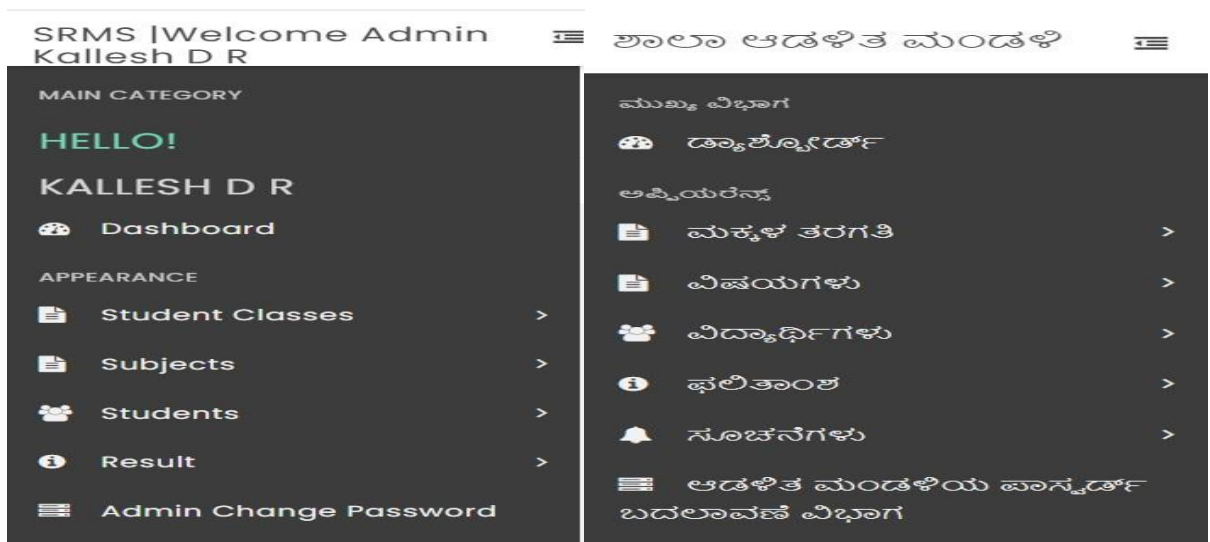 SRMS |Welcome Admin
Kallesh D R
MAIN CATEGORY
HELLO!
KALLESH D R
Dashboard
APPEARANCE
Student Classes
Subjects
Students
Result
Admin Change Password
ಶಾಲಾ ಆಡಳಿತ ಮಂಡಳಿ
ಮುಖ್ಯ ವಿಭಾಗ
ಡ್ಯಾಶ್ಬೋರ್ಡ್
ಅಪ್ಪಿಯರೆನ್ಸ್
ಮಕ್ಕಳ ತರಗತಿ
ವಿಷಯಗಳು
ವಿದ್ಯಾರ್ಥಿಗಳು
ಫಲಿತಾಂಶ
ಸೂಚನೆಗಳು
ಆಡಳಿತ ಮಂಡಳಿಯ ಪಾಸ್ವರ್ಡ್
ಬದಲಾವಣೆ ವಿಭಾಗ